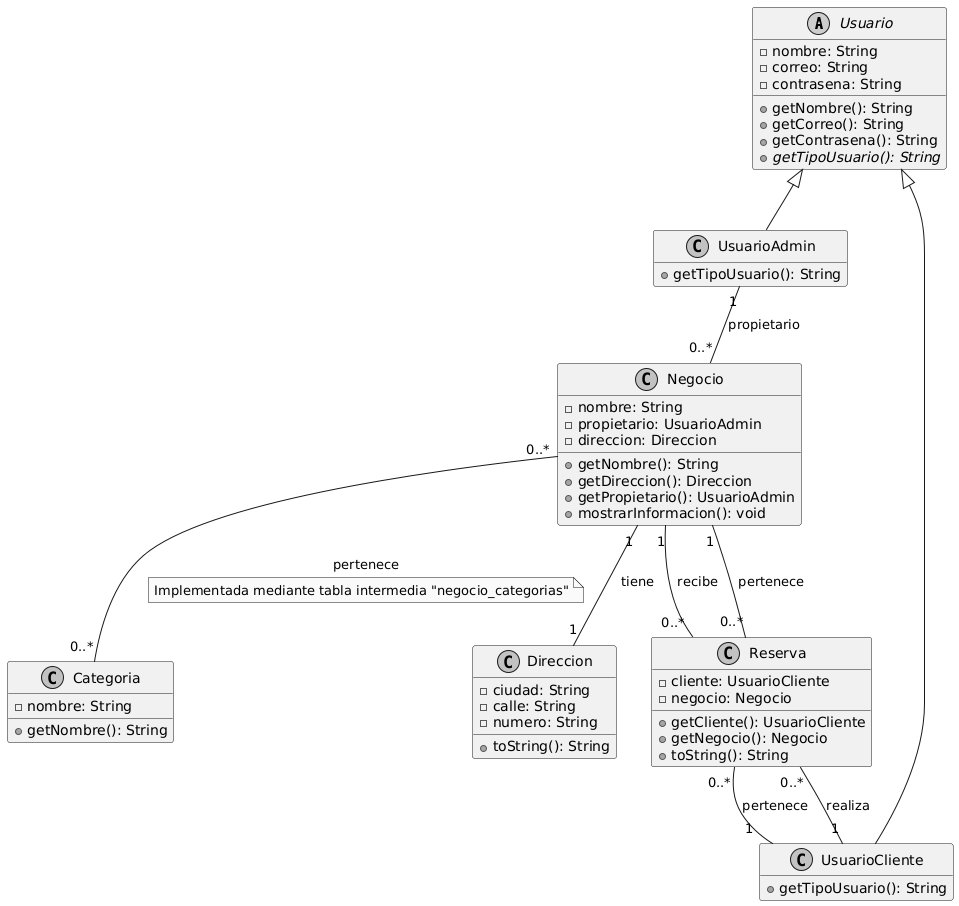 A Usuario
nombre: String
correo: String
contrasena: String
getNombre(): String
getCorreo(): String
getContrasena(): String
getTipoUsuario(): String
C UsuarioAdmin
getTipoUsuario(): String
1
propietario
0..*
C Negocio
nombre: String
propietario: UsuarioAdmin
direccion: Direccion
getNombre(): String
getDireccion(): Direccion
getPropietario(): UsuarioAdmin
mostrarInformacion(): void
0..*
pertenece
Implementada mediante tabla intermedia "negocio_categorias"
0..*
1
tiene
1
1
recibe
0..*
1
pertenece
0..*
C Categoria
nombre: String
getNombre(): String
C Direccion
ciudad: String
calle: String
numero: String
toString(): String
C Reserva
cliente: UsuarioCliente
negocio: Negocio
getCliente(): UsuarioCliente
getNegocio(): Negocio
toString(): String
0..*
pertenece
1
0..*
realiza
1
C UsuarioCliente
getTipoUsuario(): String